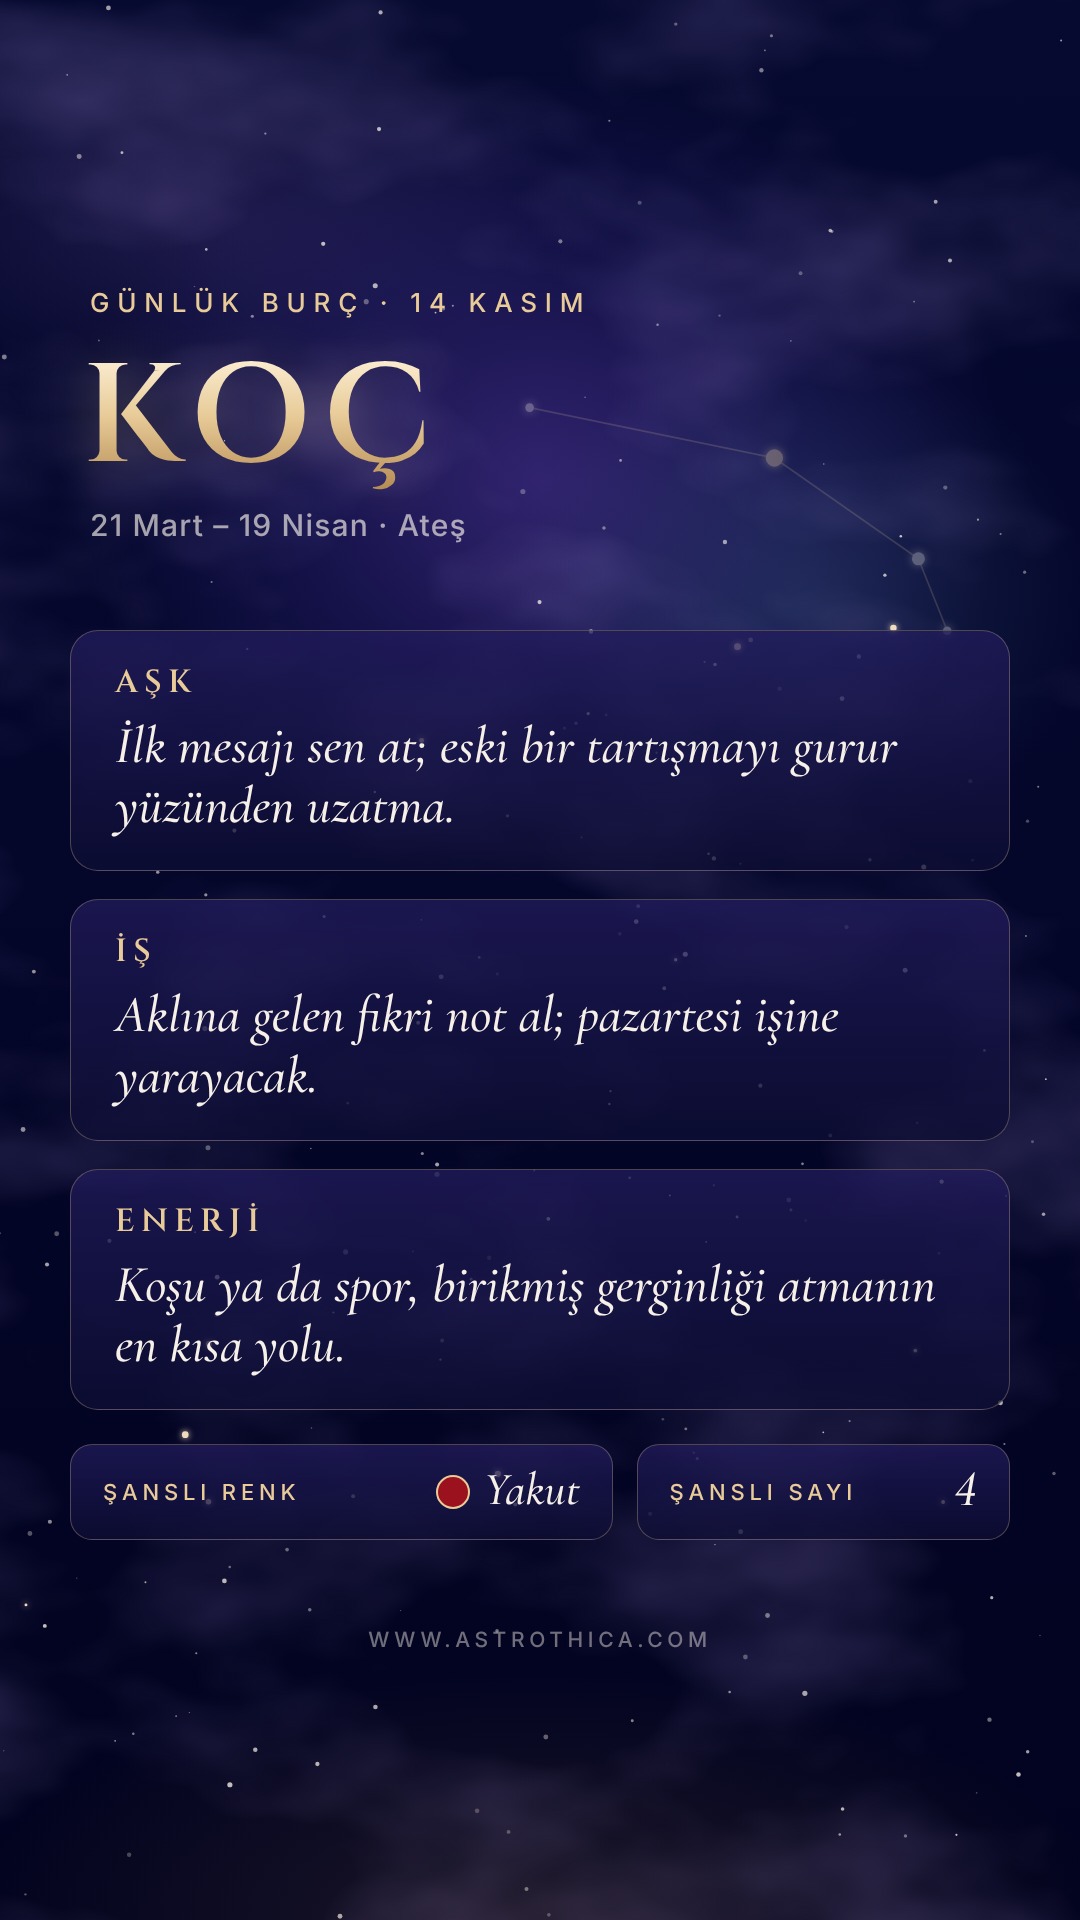 GÜNLÜK BURÇ · 14 KASIM
KOÇ
21 Mart – 19 Nisan · Ateş
AŞK
İlk mesajı sen at; eski bir tartışmayı gurur
yüzünden uzatma.
İŞ
Aklına gelen fikri not al; pazartesi işine
yarayacak.
ENERJİ
Koşu ya da spor, birikmiş gerginliği atmanın
en kısa yolu.
ŞANSLI RENK Yakut
ŞANSLI SAYI 4
WWW.ASTROTHICA.COM